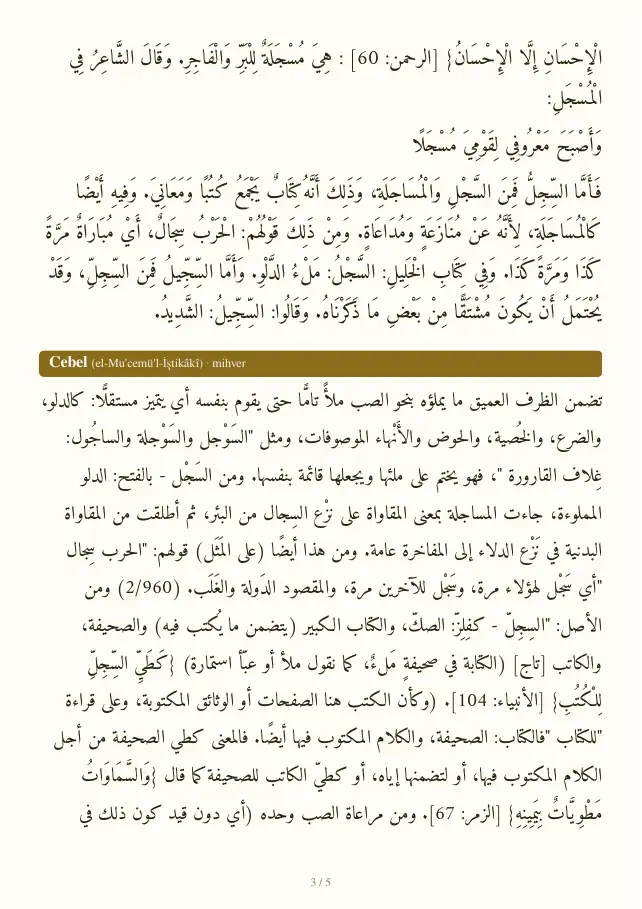 الْإِحْسَانِ إِلَّا الْإِحْسَانُ} [الرحمن: 60] : هِيَ مُسْجَلَةٌ لِلْبَرِّ وَالْفَاجِرِ. وَقَالَ الشَّاعِرُ فِي
الْمُسْجَلِ:
وَأَصْبَحَ مَعْرُوفِي لِقَوْمِيَ مُسْجَلًا
فَأَمَّا السِّجِلُّ فَمِنَ السَّجْلِ وَالْمُسَاجَلَةِ، وَذَلِكَ أَنَّهُ كِتَابٌ يَجْمَعُ كُتُبًا وَمَعَانِيَ. وَفِيهِ أَيْضًا
كَالْمُسَاجَلَةِ، لِأَنَّهُ عَنْ مُنَازَعَةٍ وَمُدَاعَاةٍ. وَمِنْ ذَلِكَ قَوْلُهُمْ: الْحَرْبُ سِجَالٌ، أَيْ مُبَارَاةٌ مَرَّةً
كَذَا وَمَرَّةً كَذَا. وَفِي كِتَابِ الْخَلِيلِ: السَّجْلُ: مَلْءُ الدَّلْوِ. وَأَمَّا السِّجِّيلُ فَمِنَ السِّجِلِّ، وَقَدْ
يُحْتَمَلُ أَنْ يَكُونَ مُشْتَقًّا مِنْ بَعْضِ مَا ذَكَرْنَاهُ. وَقَالُوا: السِّجِّيلُ: الشَّدِيدُ.
Cebel (el-Mu'cemü'l-İştikâkî) · mihver
تضمن الظرف العميق ما يملؤه بنحو الصب ملأً تامًّا حتى يقوم بنفسه أي يتميز مستقلًا: كالدلو،
والضرع، والخُصية، والحوض والأَنْهاء الموصوفات، ومثل "السَوْجل والسَوْجلة والساجُول:
غِلاف القارورة "، فهو يختم على ملئها ويجعلها قائمة بنفسها. ومن السَجْل - بالفتح: الدلو
المملوءة، جاءت المساجلة بمعنى المقاواة على نزْع السِجال من البئر، ثم أطلقت من المقاواة
البدنية في نَزْع الدلاء إلى المفاخرة عامة. ومن هذا أيضًا (على المَثَل) قولهم: "الحرب سِجال
"أي سَجْل لهؤلاء مرة، وسَجْل للآخرين مرة، والمقصود الدَولة والغَلَب. (2/960) ومن
الأصل: "السِجِلّ - كفِلِزّ: الصكّ، والكتاب الكبير (يتضمن ما يُكتب فيه) والصحيفة،
والكاتب [تاج] (الكتابة في صحيفةٍ مَلءٌ، كما نقول ملأ أو عبّأ استمارة) {كَطَيِّ السِّجِلِّ
لِلْكُتُبِ} [الأنبياء: 104]. (وكأن الكتب هنا الصفحات أو الوثائق المكتوبة، وعلى قراءة
"للكتاب "فالكتاب: الصحيفة، والكلام المكتوب فيها أيضًا. فالمعنى كطي الصحيفة من أجل
الكلام المكتوب فيها، أو لتضمنها إياه، أو كطيّ الكاتب للصحيفة كما قال {وَالسَّمَاوَاتُ
مَطْوِيَّاتٌ بِيَمِينِهِ} [الزمر: 67]. ومن مراعاة الصب وحده (أي دون قيد كون ذلك في
3 / 5